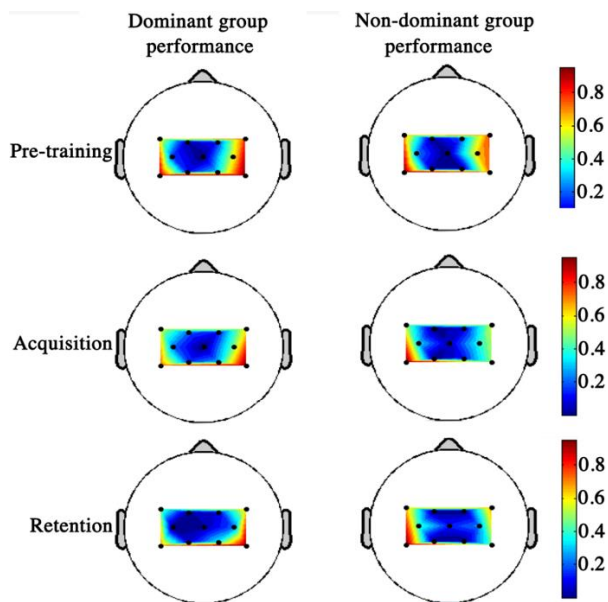 Dominant group
performance
Non-dominant group
performance
Pre-training
0.8
0.6
0.4
0.2
Acquisition
0.8
0.6
0.4
0.2
Retention
0.8
0.6
0.4
0.2